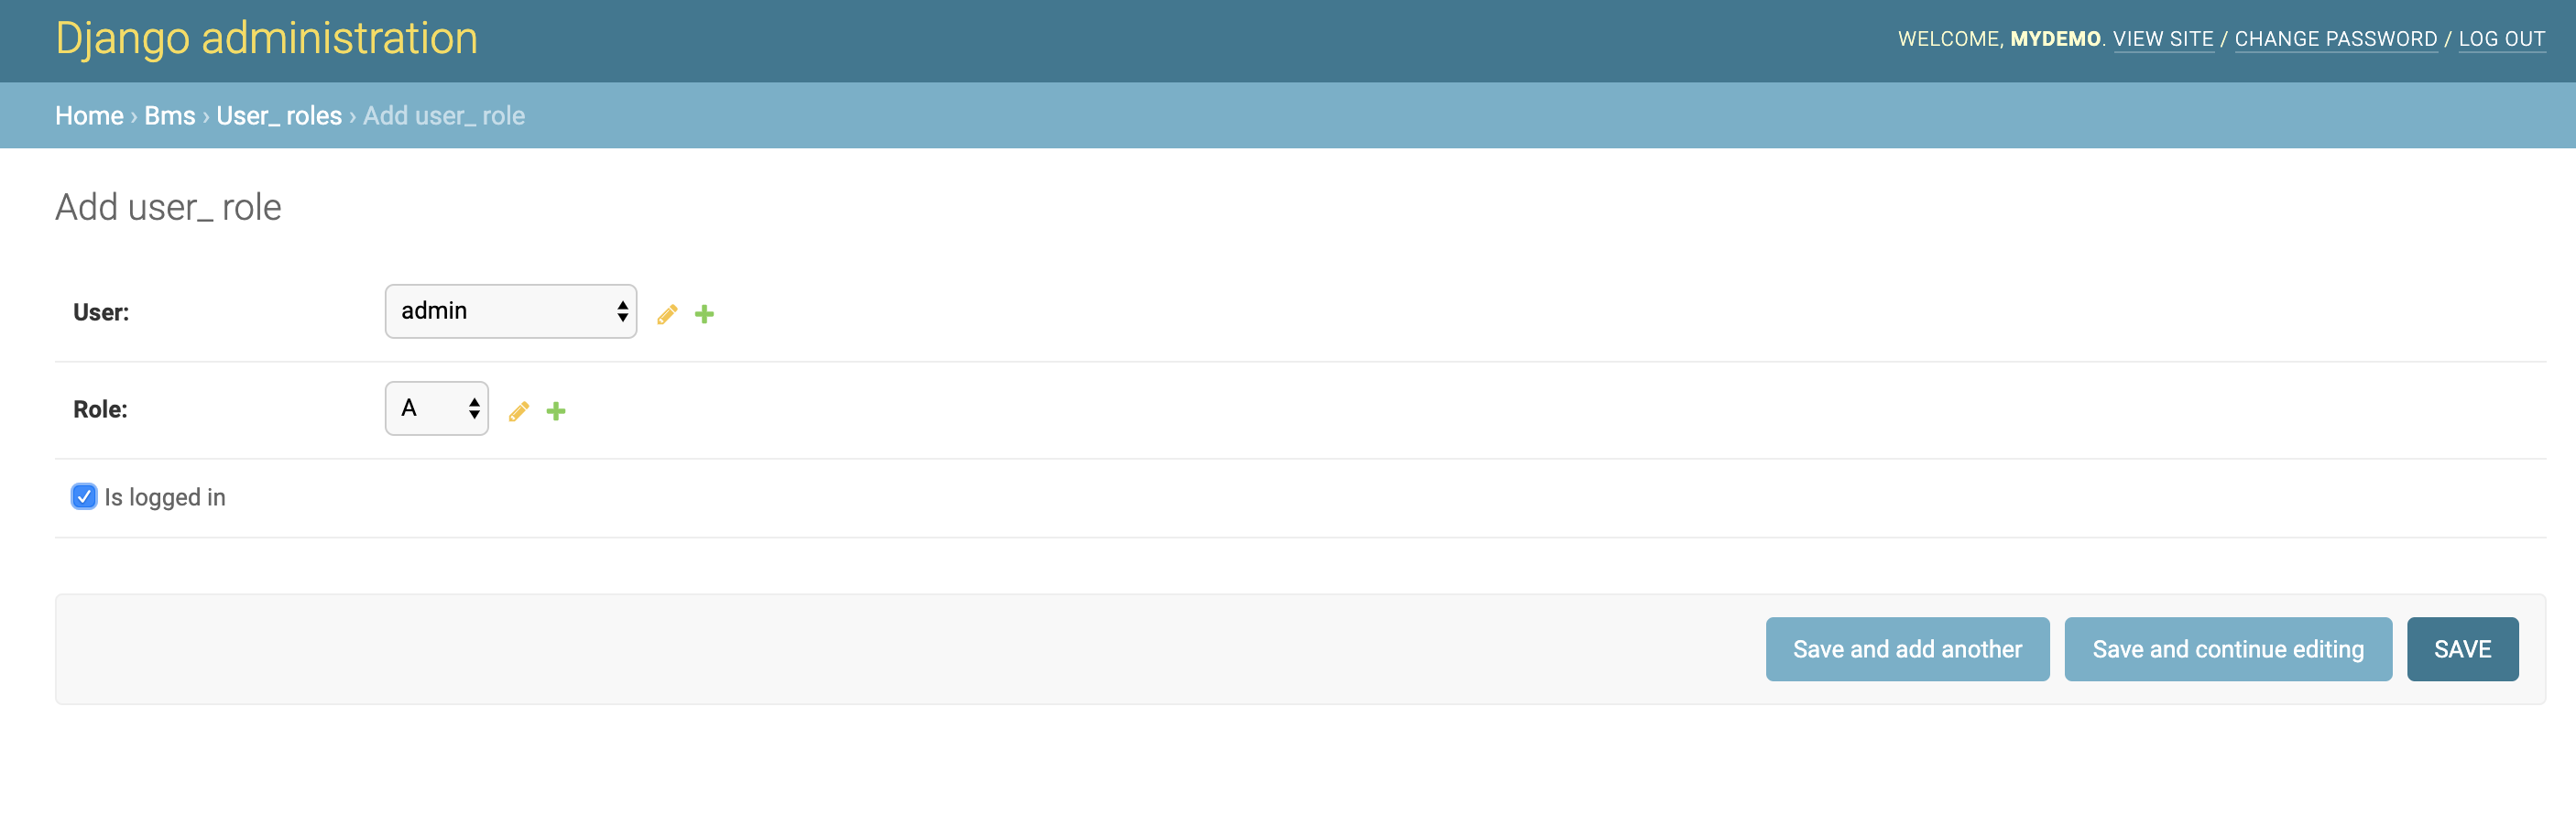 Django administration
WELCOME, MYDEMO. VIEW SITE / CHANGE PASSWORD / LOG OUT
Home › Bms › User_ roles › Add user_ role
Add user_ role
User: admin
Role: A
Is logged in
Save and add another Save and continue editing SAVE